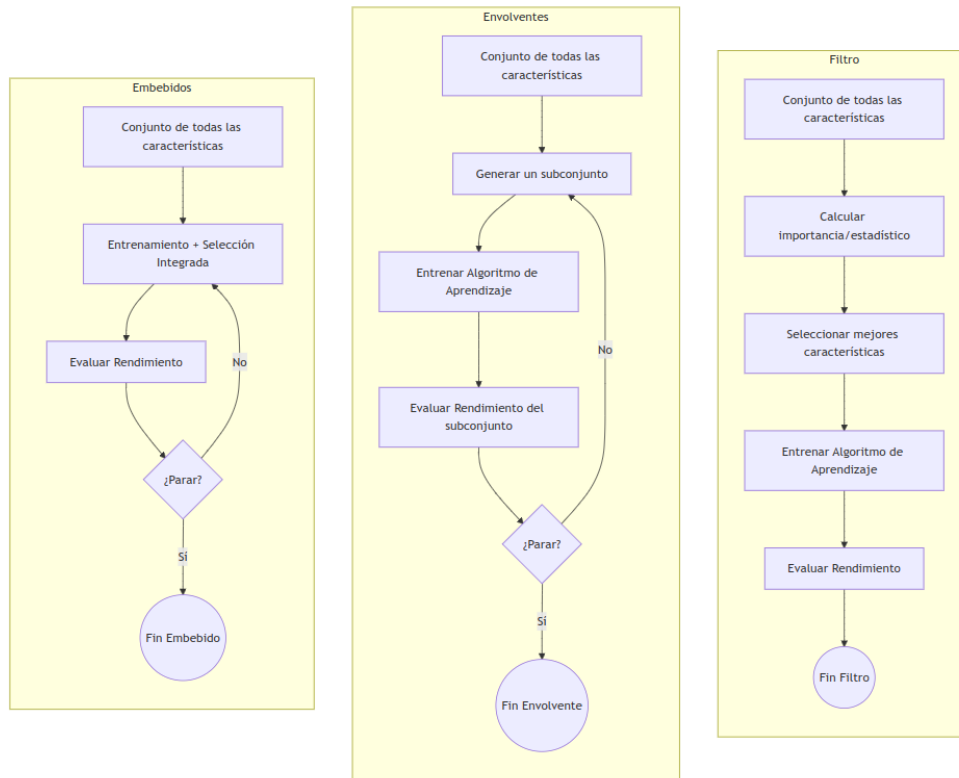 Embebidos
Conjunto de todas las
características
Entrenamiento + Selección
Integrada
Evaluar Rendimiento
No
¿Parar?
Sí
Fin Embebido
Envolventes
Conjunto de todas las
características
Generar un subconjunto
Entrenar Algoritmo de
Aprendizaje
No
Evaluar Rendimiento del
subconjunto
¿Parar?
Sí
Fin Envolvente
Filtro
Conjunto de todas las
características
Calcular
importancia/estadístico
Seleccionar mejores
características
Entrenar Algoritmo de
Aprendizaje
Evaluar Rendimiento
Fin Filtro